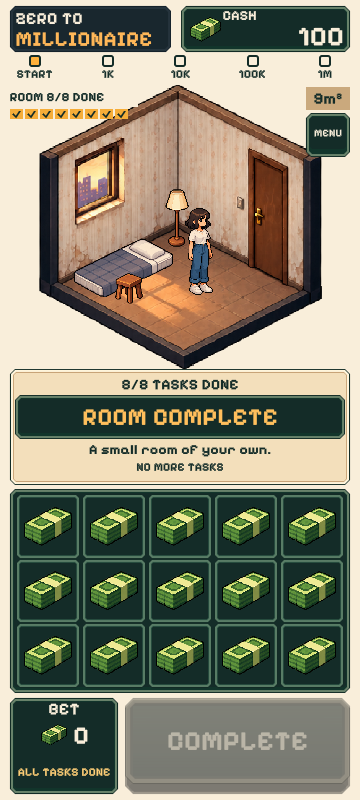 ZERO TO
MILLIONAIRE
CASH
100
START
1K
10K
100K
1M
ROOM 8/8 DONE
9m²
MENU
8/8 TASKS DONE
ROOM COMPLETE
A small room of your own.
NO MORE TASKS
BET
0
ALL TASKS DONE
COMPLETE